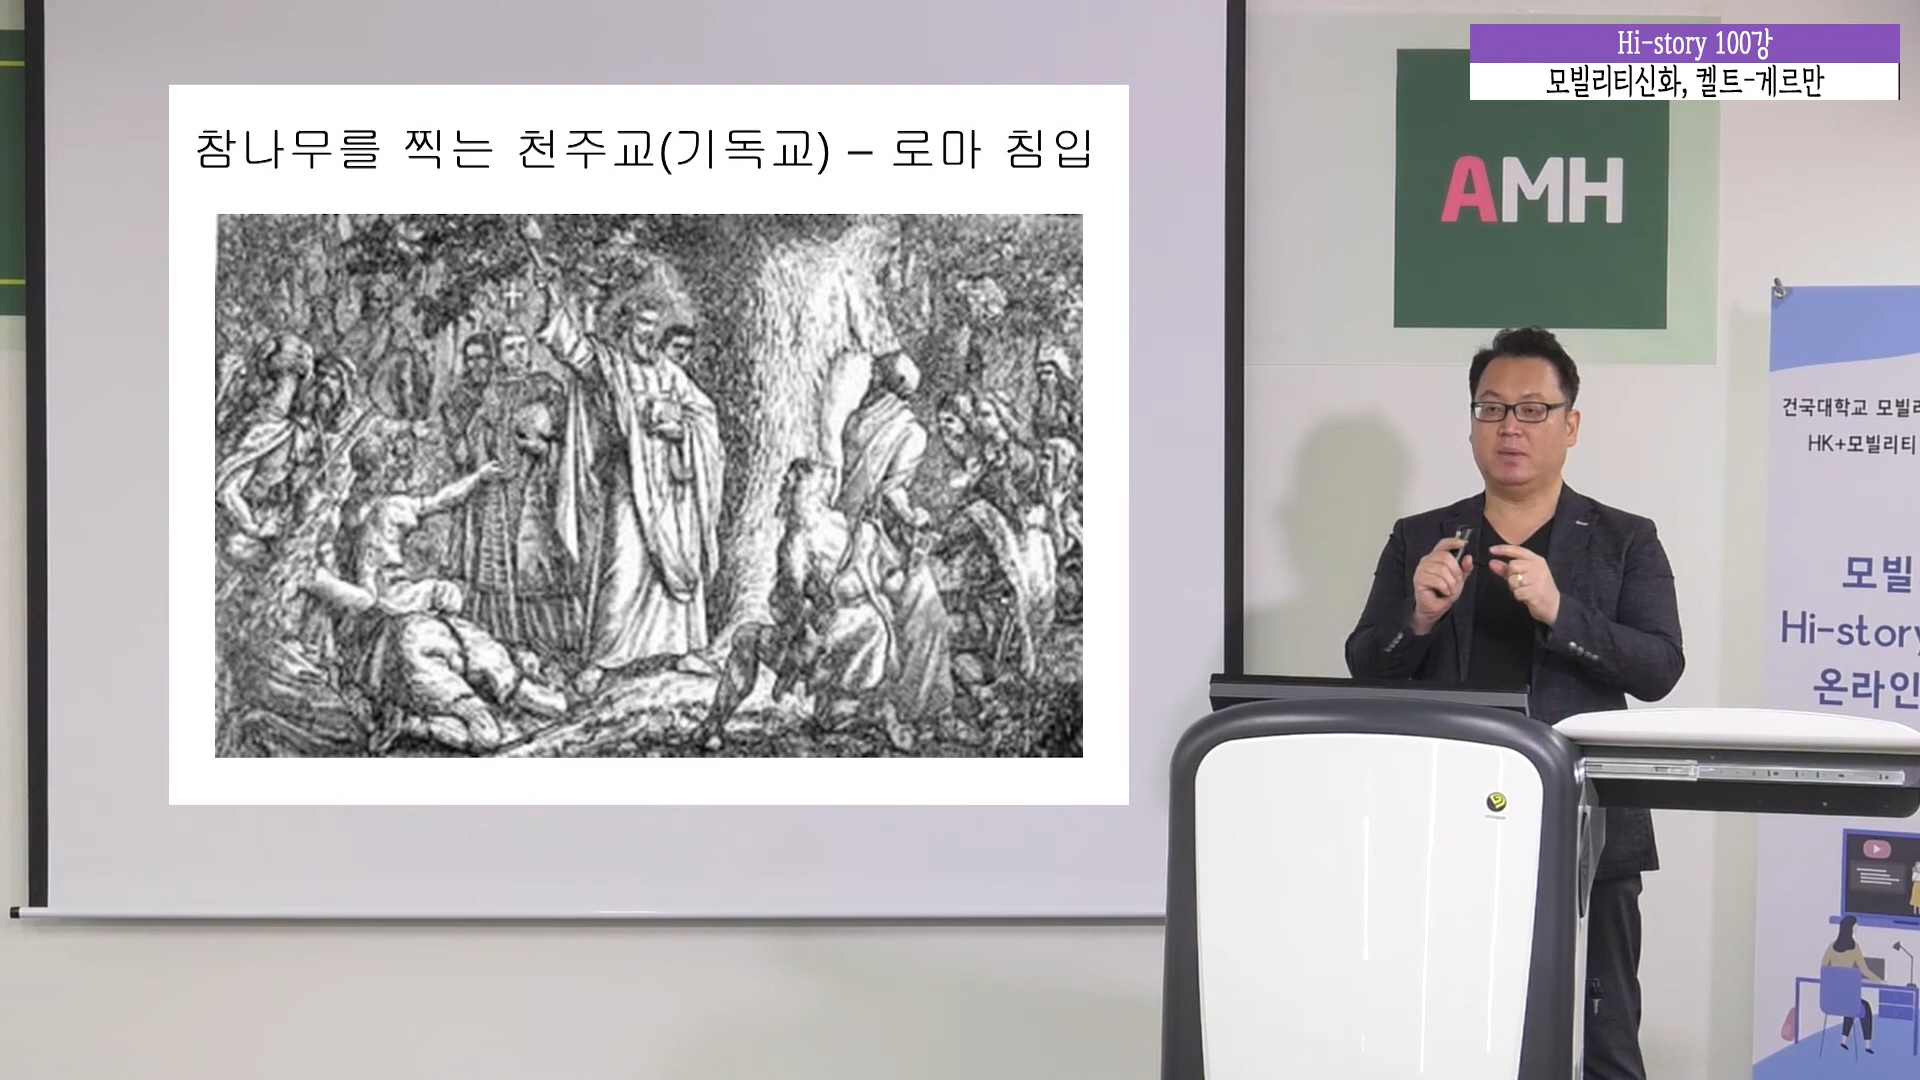 Hi-story 100강
모빌리티신화, 켈트-게르만
참나무를 찍는 천주교(기독교) – 로마 침입
AMH
건국대학교 모빌리
HK+모빌리티
모빌
Hi-story
온라인